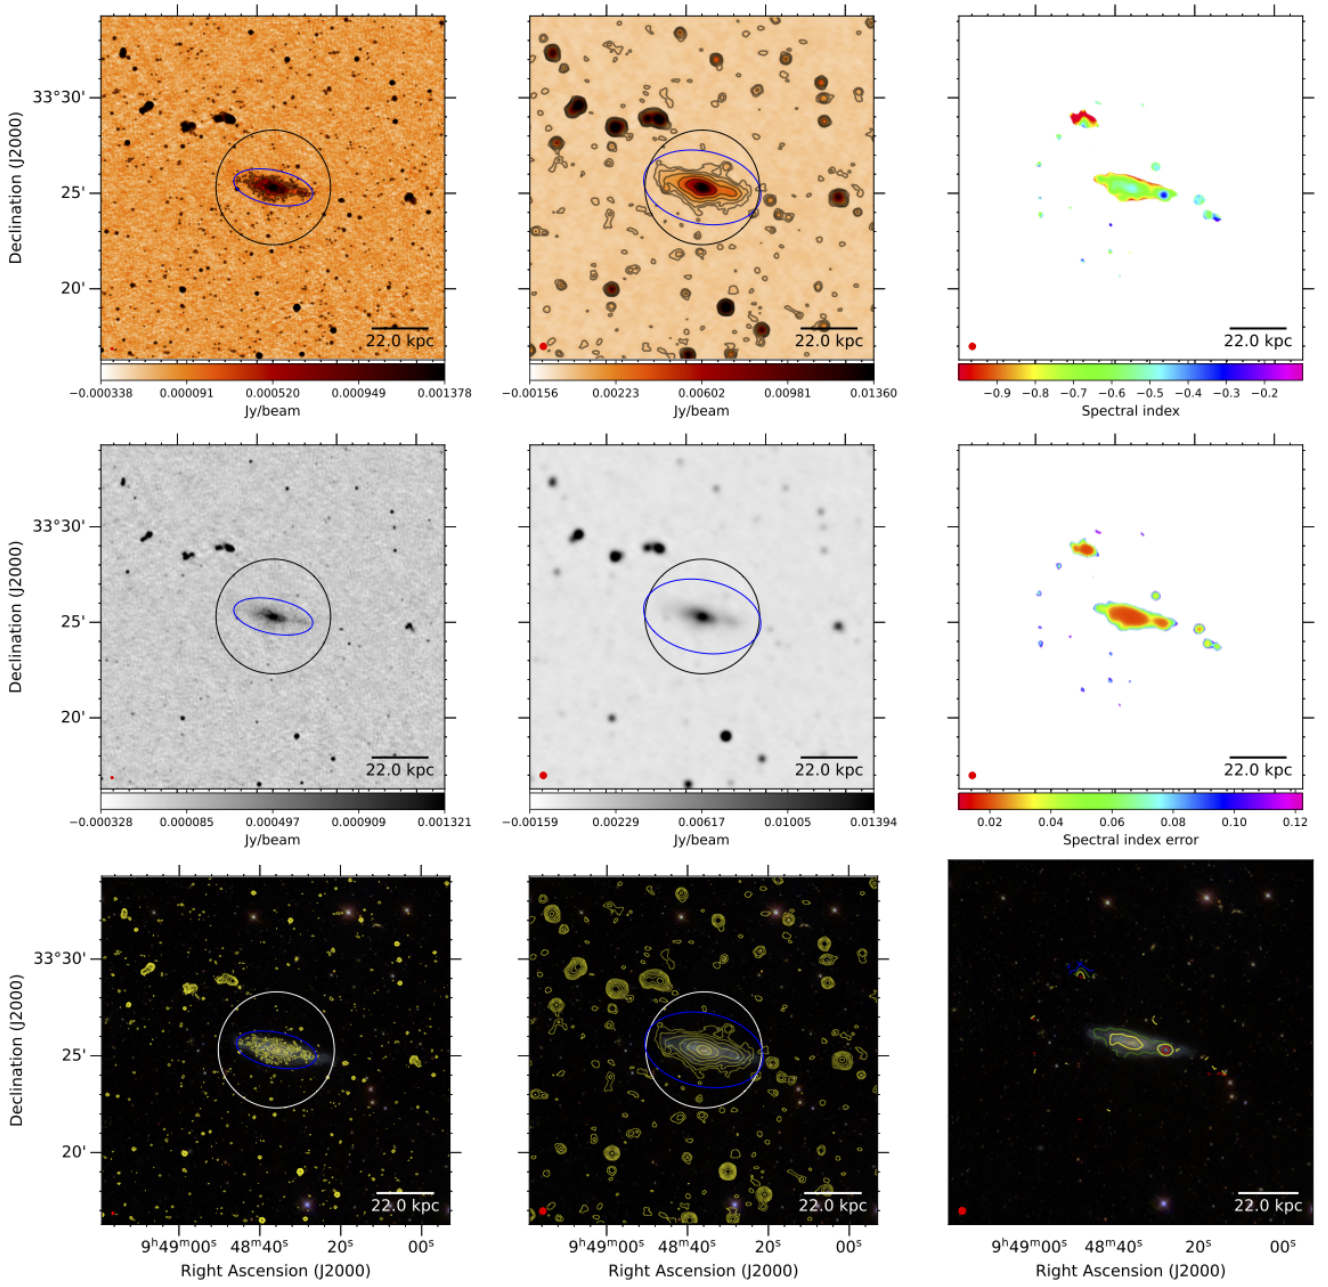 Declination (J2000)
33°30'
25'
20'
22.0 kpc
22.0 kpc
22.0 kpc
−0.000338 0.000091 0.000520 0.000949 0.001378
Jy/beam
−0.00156 0.00223 0.00602 0.00981 0.01360
Jy/beam
−0.9 −0.8 −0.7 −0.6 −0.5 −0.4 −0.3 −0.2
Spectral index
Declination (J2000)
33°30'
25'
20'
22.0 kpc
22.0 kpc
22.0 kpc
−0.000328 0.000085 0.000497 0.000909 0.001321
Jy/beam
−0.00159 0.00229 0.00617 0.01005 0.01394
Jy/beam
0.02 0.04 0.06 0.08 0.10 0.12
Spectral index error
Declination (J2000)
33°30'
25'
20'
22.0 kpc
22.0 kpc
22.0 kpc
9ʰ49ᵐ00ˢ 48ᵐ40ˢ 20ˢ 00ˢ
Right Ascension (J2000)
9ʰ49ᵐ00ˢ 48ᵐ40ˢ 20ˢ 00ˢ
Right Ascension (J2000)
9ʰ49ᵐ00ˢ 48ᵐ40ˢ 20ˢ 00ˢ
Right Ascension (J2000)